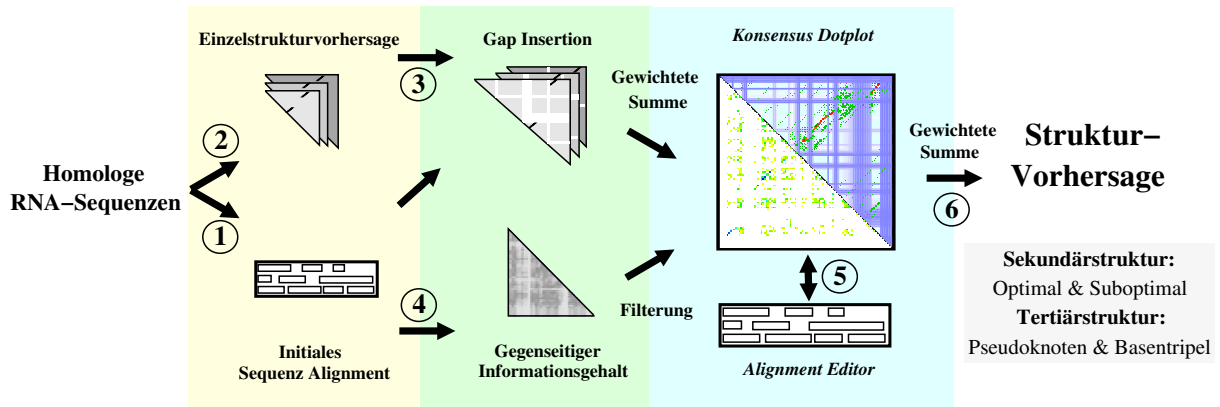 Homologe
RNA–Sequenzen
2
1
Einzelstrukturvorhersage
Initiales
Sequenz Alignment
3
4
Gap Insertion
Gegenseitiger
Informationsgehalt
Gewichtete
Summe
Filterung
Konsensus Dotplot
5
Alignment Editor
Gewichtete
Summe
6
Struktur–
Vorhersage
Sekundärstruktur:
Optimal & Suboptimal
Tertiärstruktur:
Pseudoknoten & Basentripel